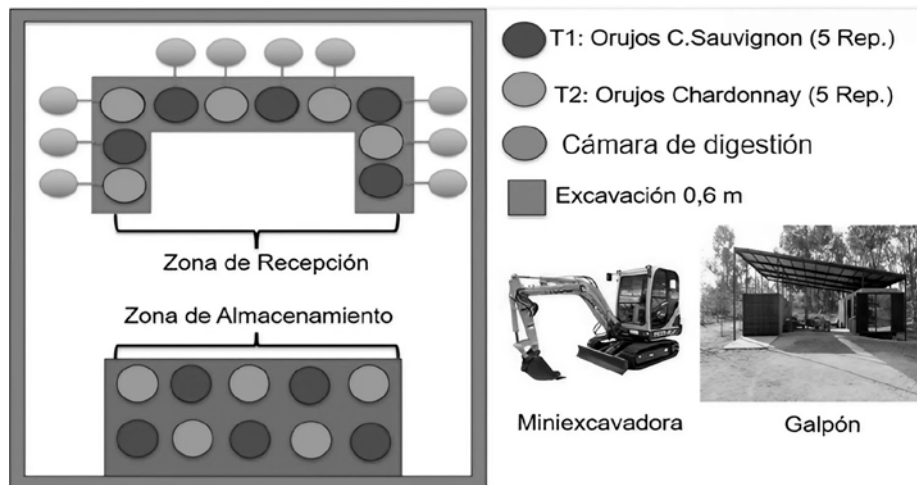 T1: Orujos C.Sauvignon (5 Rep.)
T2: Orujos Chardonnay (5 Rep.)
Cámara de digestión
Excavación 0,6 m
Zona de Recepción
Zona de Almacenamiento
Miniexcavadora
Galpón